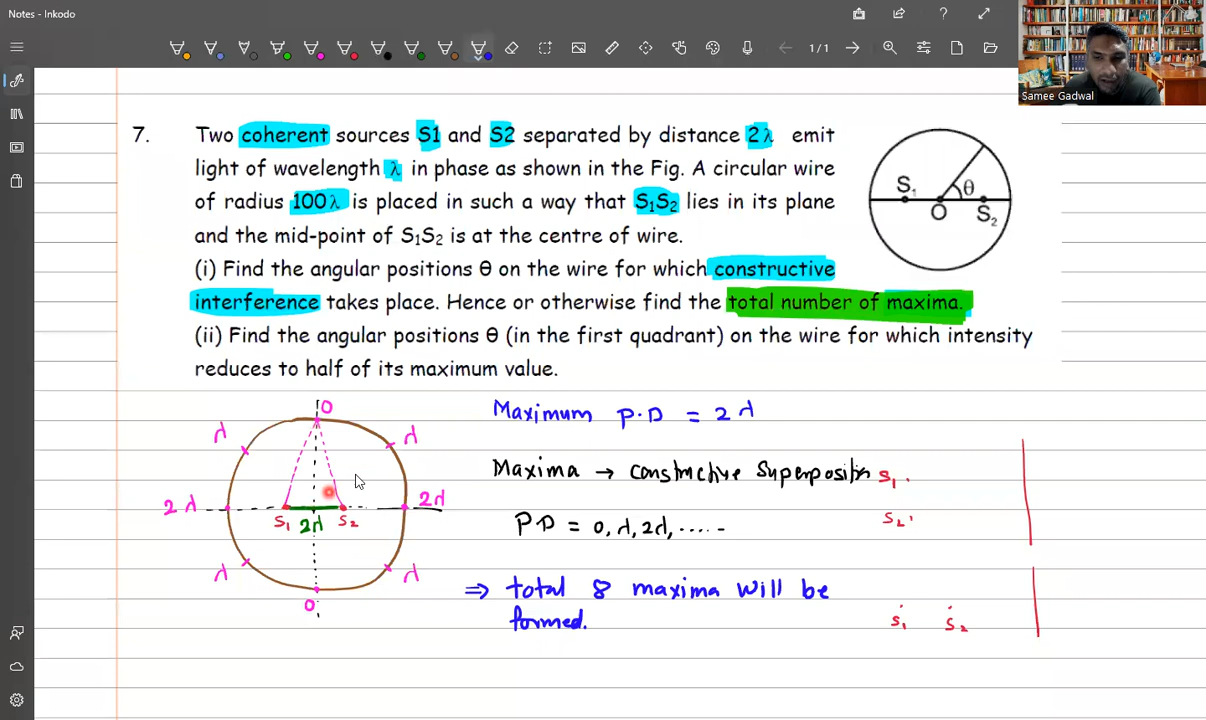 Notes - Inkodo
1/1
Samee Gadwal
7. Two coherent sources S1 and S2 separated by distance 2λ emit
light of wavelength λ in phase as shown in the Fig. A circular wire
of radius 100λ is placed in such a way that S₁S₂ lies in its plane
and the mid-point of S₁S₂ is at the centre of wire.
(i) Find the angular positions θ on the wire for which constructive
interference takes place. Hence or otherwise find the total number of maxima.
(ii) Find the angular positions θ (in the first quadrant) on the wire for which intensity
reduces to half of its maximum value.
S₁ θ
O S₂
0
λ λ
2λ 2λ
S₁ 2λ S₂
λ λ
0
Maximum P.D = 2λ
Maxima → Constructive Superposition
PD = 0, λ, 2λ, .....
⇒ total 8 maxima will be
formed.
S₁
S₂
S₁ S₂